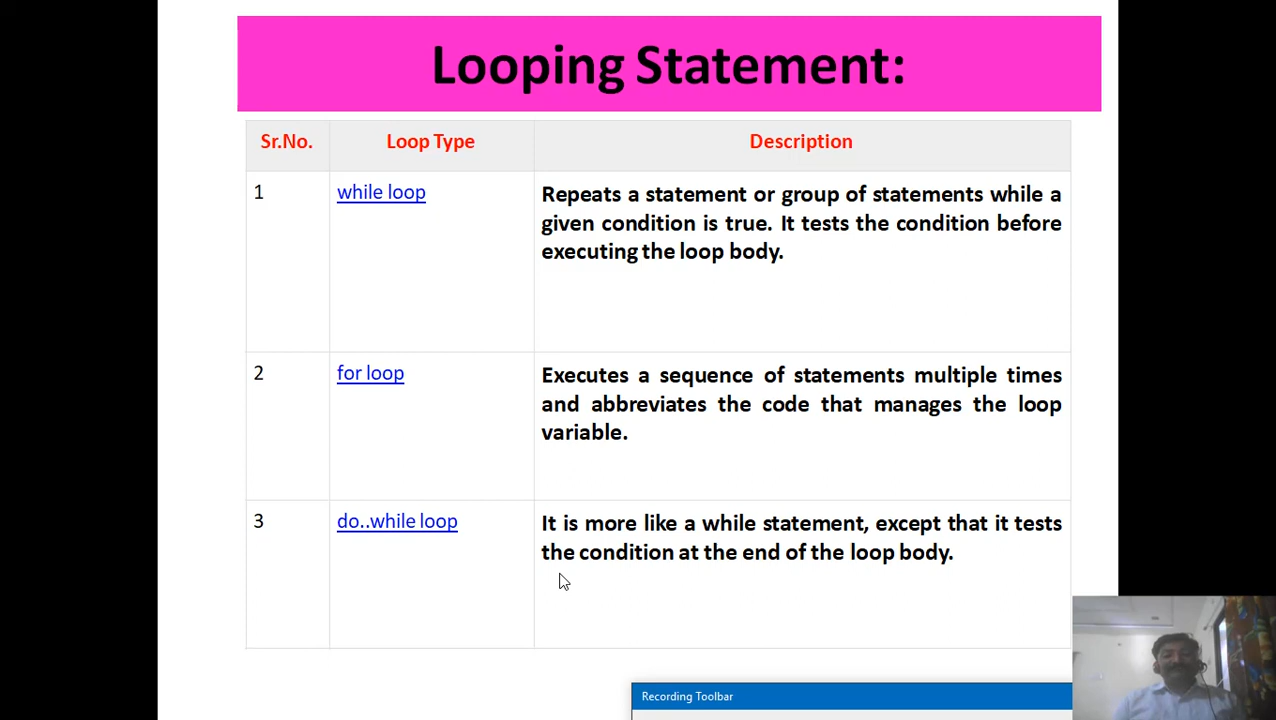 Looping Statement:
Sr.No. Loop Type Description
1 while loop Repeats a statement or group of statements while a
given condition is true. It tests the condition before
executing the loop body.
2 for loop Executes a sequence of statements multiple times
and abbreviates the code that manages the loop
variable.
3 do..while loop It is more like a while statement, except that it tests
the condition at the end of the loop body.
Recording Toolbar